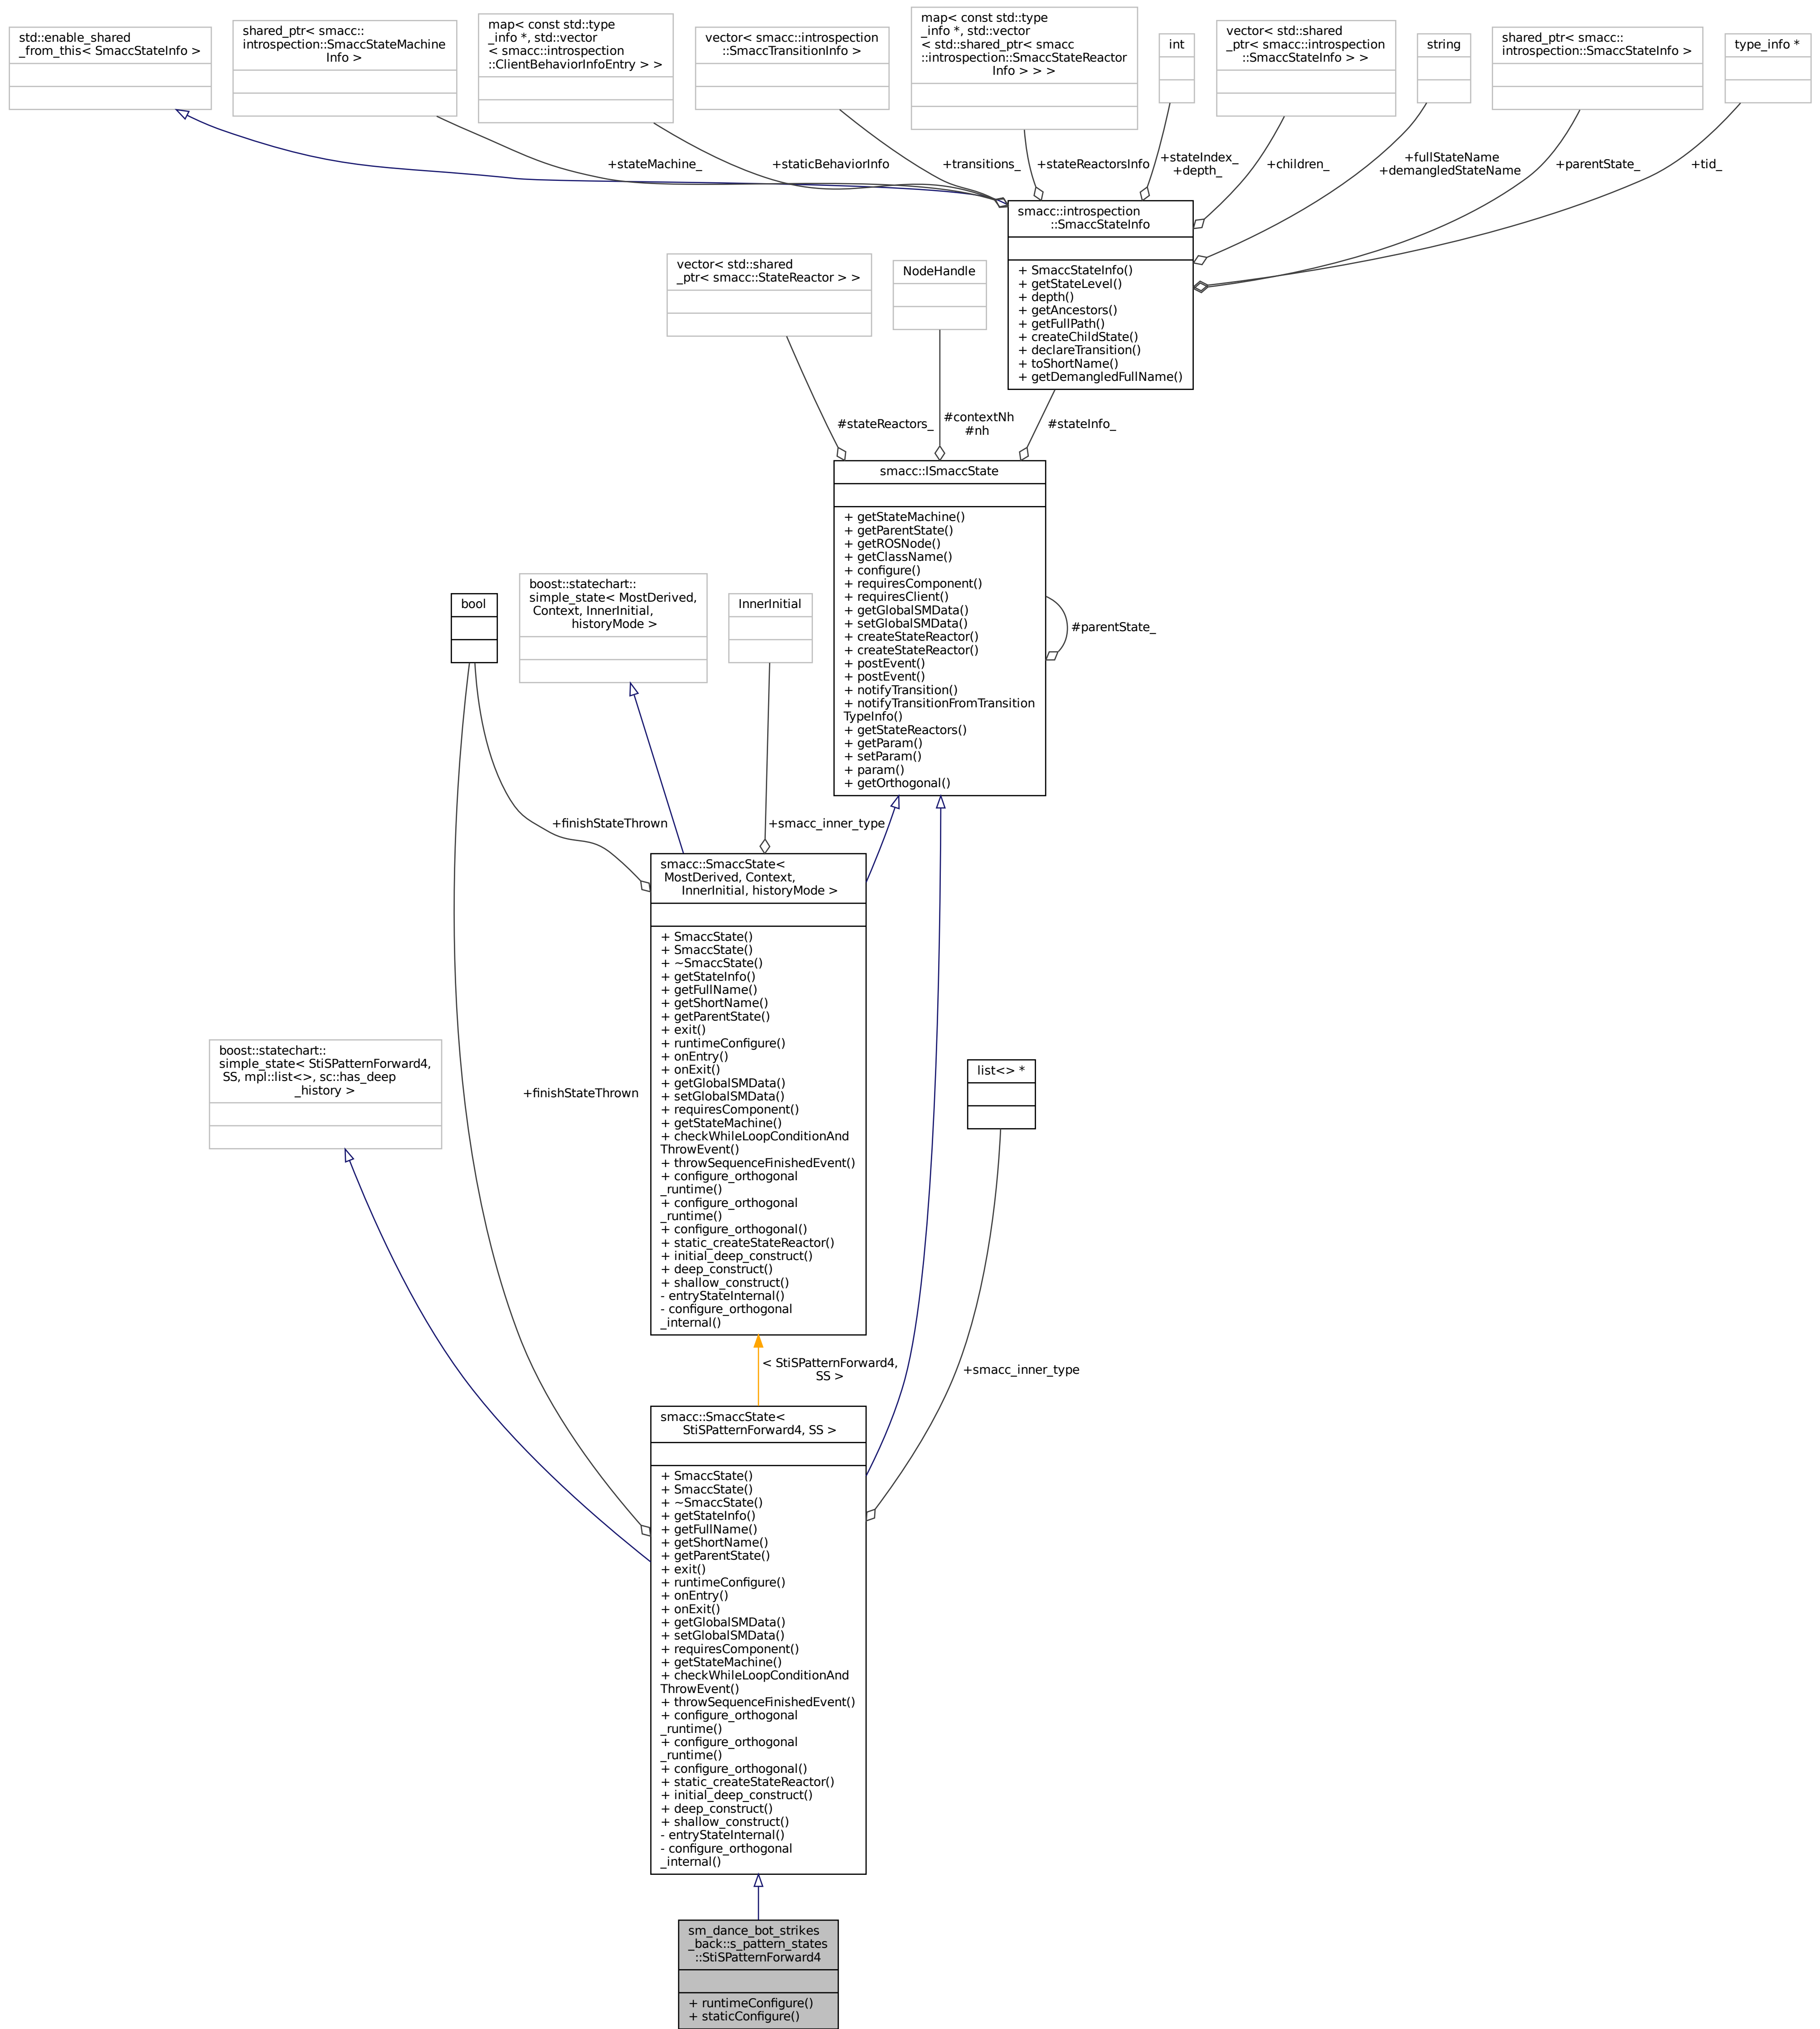 std::enable_shared
_from_this< SmaccStateInfo >
shared_ptr< smacc::
introspection::SmaccStateMachine
Info >
map< const std::type
_info *, std::vector
< smacc::introspection
::ClientBehaviorInfoEntry > >
vector< smacc::introspection
::SmaccTransitionInfo >
map< const std::type
_info *, std::vector
< std::shared_ptr< smacc
::introspection::SmaccStateReactor
Info > > >
int
vector< std::shared
_ptr< smacc::introspection
::SmaccStateInfo > >
string
shared_ptr< smacc::
introspection::SmaccStateInfo >
type_info *
+stateMachine_
+staticBehaviorInfo
+transitions_
+stateReactorsInfo
+stateIndex_
+depth_
+children_
+fullStateName
+demangledStateName
+parentState_
+tid_
smacc::introspection
::SmaccStateInfo
+ SmaccStateInfo()
+ getStateLevel()
+ depth()
+ getAncestors()
+ getFullPath()
+ createChildState()
+ declareTransition()
+ toShortName()
+ getDemangledFullName()
vector< std::shared
_ptr< smacc::StateReactor > >
NodeHandle
#stateReactors_
#contextNh
#nh
#stateInfo_
smacc::ISmaccState
+ getStateMachine()
+ getParentState()
+ getROSNode()
+ getClassName()
+ configure()
+ requiresComponent()
+ requiresClient()
+ getGlobalSMData()
+ setGlobalSMData()
+ createStateReactor()
+ createStateReactor()
+ postEvent()
+ postEvent()
+ notifyTransition()
+ notifyTransitionFromTransition
TypeInfo()
+ getStateReactors()
+ getParam()
+ setParam()
+ param()
+ getOrthogonal()
#parentState_
bool
boost::statechart::
simple_state< MostDerived,
Context, InnerInitial,
historyMode >
InnerInitial
+finishStateThrown
+smacc_inner_type
smacc::SmaccState<
MostDerived, Context,
InnerInitial, historyMode >
+ SmaccState()
+ SmaccState()
+ ~SmaccState()
+ getStateInfo()
+ getFullName()
+ getShortName()
+ getParentState()
+ exit()
+ runtimeConfigure()
+ onEntry()
+ onExit()
+ getGlobalSMData()
+ setGlobalSMData()
+ requiresComponent()
+ getStateMachine()
+ checkWhileLoopConditionAnd
ThrowEvent()
+ throwSequenceFinishedEvent()
+ configure_orthogonal
_runtime()
+ configure_orthogonal
_runtime()
+ configure_orthogonal()
+ static_createStateReactor()
+ initial_deep_construct()
+ deep_construct()
+ shallow_construct()
- entryStateInternal()
- configure_orthogonal
_internal()
boost::statechart::
simple_state< StiSPatternForward4,
SS, mpl::list<>, sc::has_deep
_history >
+finishStateThrown
list<> *
< StiSPatternForward4,
SS >
+smacc_inner_type
smacc::SmaccState<
StiSPatternForward4, SS >
+ SmaccState()
+ SmaccState()
+ ~SmaccState()
+ getStateInfo()
+ getFullName()
+ getShortName()
+ getParentState()
+ exit()
+ runtimeConfigure()
+ onEntry()
+ onExit()
+ getGlobalSMData()
+ setGlobalSMData()
+ requiresComponent()
+ getStateMachine()
+ checkWhileLoopConditionAnd
ThrowEvent()
+ throwSequenceFinishedEvent()
+ configure_orthogonal
_runtime()
+ configure_orthogonal
_runtime()
+ configure_orthogonal()
+ static_createStateReactor()
+ initial_deep_construct()
+ deep_construct()
+ shallow_construct()
- entryStateInternal()
- configure_orthogonal
_internal()
sm_dance_bot_strikes
_back::s_pattern_states
::StiSPatternForward4
+ runtimeConfigure()
+ staticConfigure()